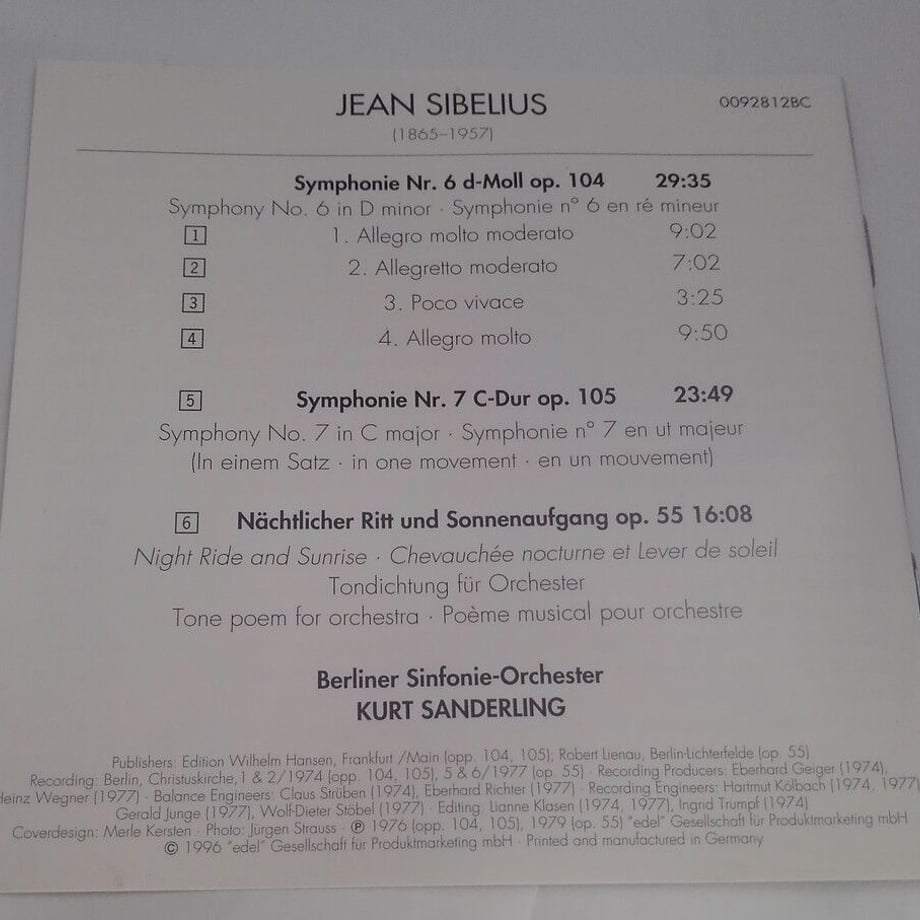 JEAN SIBELIUS 0092812BC
(1865–1957)
Symphonie Nr. 6 d-Moll op. 104 29:35
Symphony No. 6 in D minor · Symphonie n° 6 en ré mineur
1 1. Allegro molto moderato 9:02
2 2. Allegretto moderato 7:02
3 3. Poco vivace 3:25
4 4. Allegro molto 9:50
5 Symphonie Nr. 7 C-Dur op. 105 23:49
Symphony No. 7 in C major · Symphonie n° 7 en ut majeur
(In einem Satz · in one movement · en un mouvement)
6 Nächtlicher Ritt und Sonnenaufgang op. 55 16:08
Night Ride and Sunrise · Chevauchée nocturne et Lever de soleil
Tondichtung für Orchester
Tone poem for orchestra · Poème musical pour orchestre
Berliner Sinfonie-Orchester
KURT SANDERLING
Publishers: Edition Wilhelm Hansen, Frankfurt /Main (opp. 104, 105); Robert Lienau, Berlin-Lichterfelde (op. 55)
Recording: Berlin, Christuskirche,1 & 2/1974 (opp. 104, 105), 5 & 6/1977 (op. 55) · Recording Producers: Eberhard Geiger (1974),
Heinz Wegner (1977) · Balance Engineers: Claus Strüben (1974), Eberhard Richter (1977) · Recording Engineers: Hartmut Kölbach (1974, 1977)
Gerald Junge (1977), Wolf-Dieter Stöbel (1977) · Editing: Lianne Klasen (1974, 1977), Ingrid Trumpf (1974)
Coverdesign: Merle Kersten · Photo: Jürgen Strauss · ℗ 1976 (opp. 104, 105), 1979 (op. 55) "edel" Gesellschaft für Produktmarketing mbH
© 1996 "edel" Gesellschaft für Produktmarketing mbH · Printed and manufactured in Germany